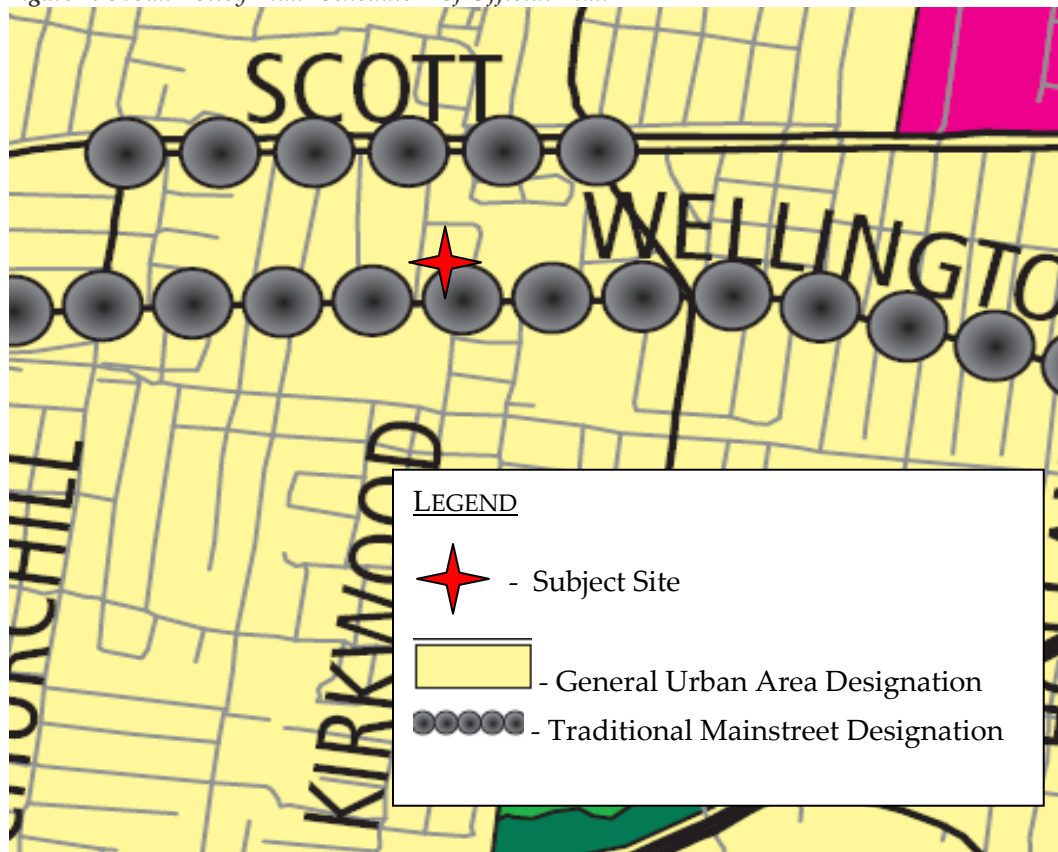 SCOTT
WELLINGTO
CHURCHILL
KIRKWOOD
LEGEND
- Subject Site
- General Urban Area Designation
- Traditional Mainstreet Designation